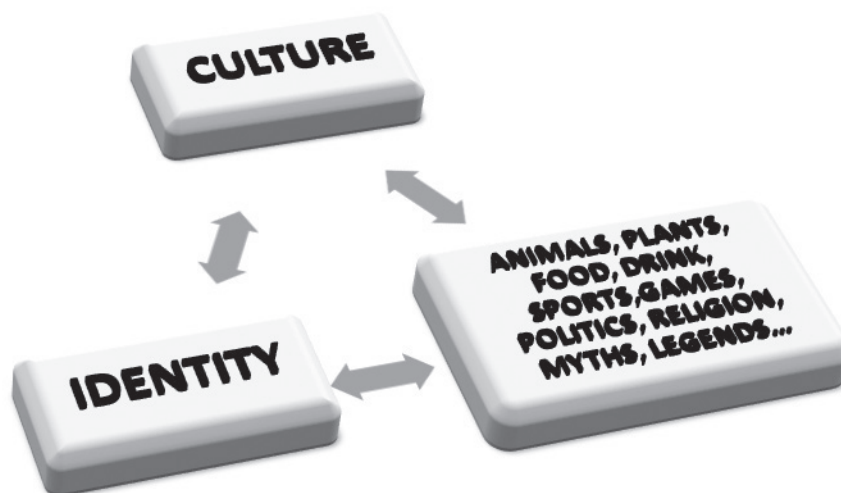 CULTURE
ANIMALS, PLANTS,
FOOD, DRINK,
SPORTS,GAMES,
POLITICS, RELIGION,
MYTHS, LEGENDS...
IDENTITY